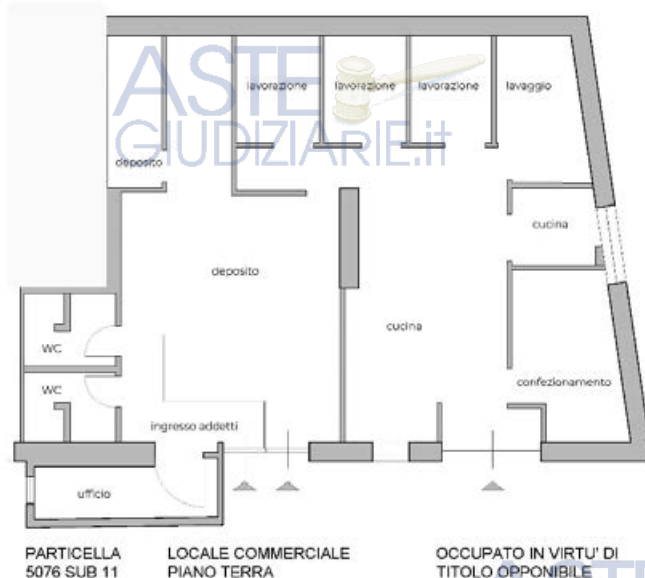 ASTE
GIUDIZIARIE.it
lavorazione
lavorazione
lavorazione
lavaggio
deposito
cucina
deposito
cucina
WC
WC
confezionamento
ingresso addetti
ufficio
PARTICELLA
5076 SUB 11
LOCALE COMMERCIALE
PIANO TERRA
OCCUPATO IN VIRTU' DI
TITOLO OPPONIBILE
ASTE